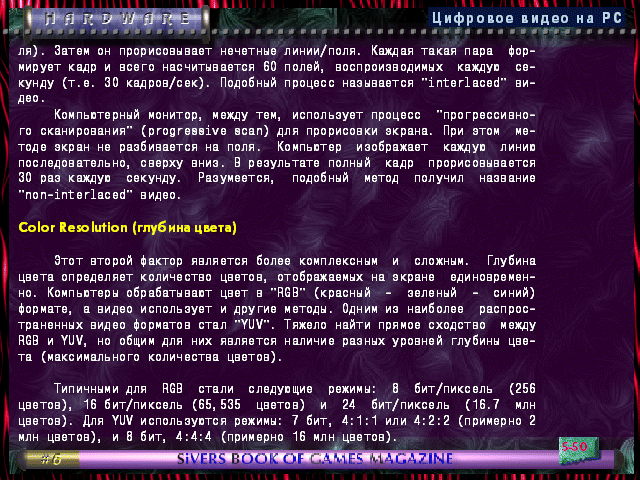 HARDWARE
Цифровое видео на PC
ля). Затем он прорисовывает нечетные линии/поля. Каждая такая пара фор-
мирует кадр и всего насчитывается 60 полей, воспроизводимых каждую се-
кунду (т.е. 30 кадров/сек). Подобный процесс называется "interlaced" ви-
део.
Компьютерный монитор, между тем, использует процесс "прогрессивно-
го сканирования" (progressive scan) для прорисовки экрана. При этом ме-
тоде экран не разбивается на поля. Компьютер изображает каждую линию
последовательно, сверху вниз. В результате полный кадр прорисовывается
30 раз каждую секунду. Разумеется, подобный метод получил название
"non-interlaced" видео.
Color Resolution (глубина цвета)
Этот второй фактор является более комплексным и сложным. Глубина
цвета определяет количество цветов, отображаемых на экране единовремен-
но. Компьютеры обрабатывают цвет в "RGB" (красный - зеленый - синий)
формате, а видео использует и другие методы. Одним из наиболее распрос-
траненных видео форматов стал "YUV". Тяжело найти прямое сходство между
RGB и YUV, но общим для них является наличие разных уровней глубины цве-
та (максимального количества цветов).
Типичными для RGB стали следующие режимы: 8 бит/пиксель (256
цветов), 16 бит/пиксель (65,535 цветов) и 24 бит/пиксель (16.7 млн
цветов). Для YUV используются режимы: 7 бит, 4:1:1 или 4:2:2 (примерно 2
млн цветов), и 8 бит, 4:4:4 (примерно 16 млн цветов).
#6
SiVERS BOOK OF GAMES MAGAZINE
5-50